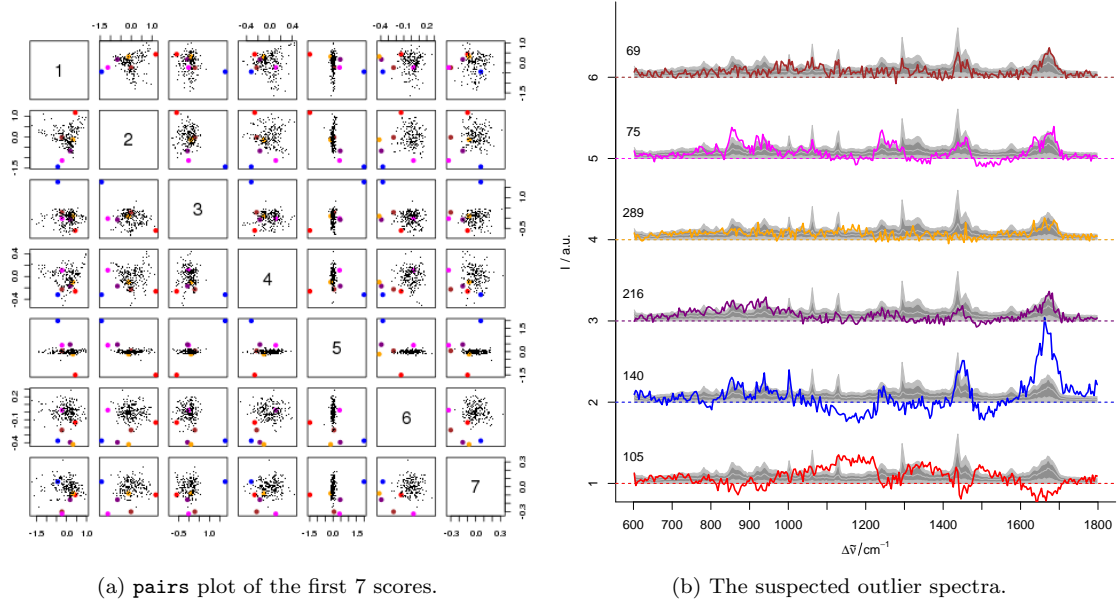 -1.5 0.0 1.0
-0.4 0.0 0.4
-0.4 -0.1 0.2
1
-1.5 0.0 1.0
-1.5 0.0 1.0
2
3
-0.5 1.0
-0.4 0.0 0.4
4
5
-1.5 0.0 1.5
-0.4 -0.1 0.2
6
7
-0.3 0.0 0.3
-1.5 0.0 1.0
-0.5 1.0
-1.5 0.0 1.5
-0.3 0.0 0.3
69
6
75
5
289
4
216
3
140
2
105
1
I / a.u.
600 800 1000 1200 1400 1600 1800
700
Δν̃/cm⁻¹
(a) pairs plot of the first 7 scores.
(b) The suspected outlier spectra.